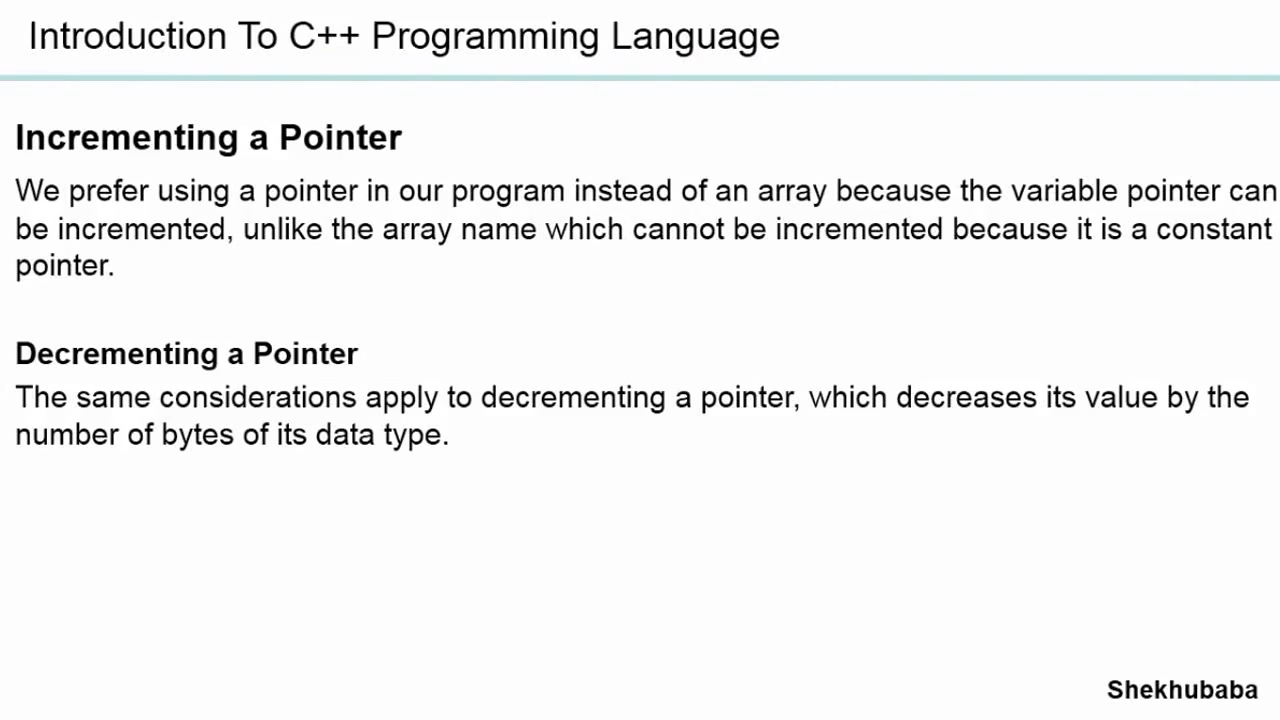 Introduction To C++ Programming Language
Incrementing a Pointer
We prefer using a pointer in our program instead of an array because the variable pointer can
be incremented, unlike the array name which cannot be incremented because it is a constant
pointer.
Decrementing a Pointer
The same considerations apply to decrementing a pointer, which decreases its value by the
number of bytes of its data type.
Shekhubaba